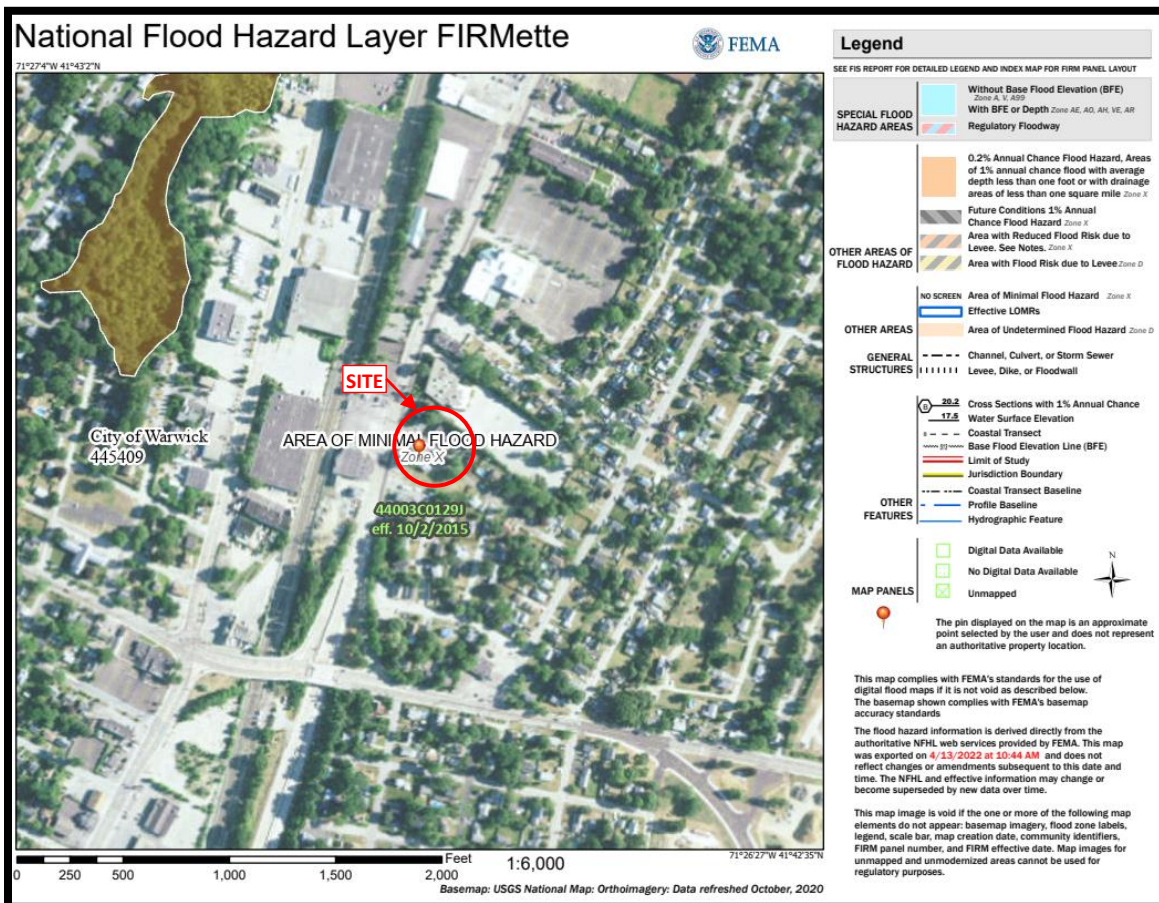 National Flood Hazard Layer FIRMette
FEMA
71°27'4"W 41°43'2"N
SITE
City of Warwick
445409
AREA OF MINIMAL FLOOD HAZARD
Zone X
44003C0129J
eff. 10/2/2015
Feet
1:6,000
71°26'27"W 41°42'35"N
0 250 500 1,000 1,500 2,000
Basemap: USGS National Map: Orthoimagery: Data refreshed October, 2020
Legend
SEE FIS REPORT FOR DETAILED LEGEND AND INDEX MAP FOR FIRM PANEL LAYOUT
SPECIAL FLOOD
HAZARD AREAS
Without Base Flood Elevation (BFE)
Zone A, V, A99
With BFE or Depth Zone AE, AO, AH, VE, AR
Regulatory Floodway
OTHER AREAS OF
FLOOD HAZARD
0.2% Annual Chance Flood Hazard, Areas
of 1% annual chance flood with average
depth less than one foot or with drainage
areas of less than one square mile Zone X
Future Conditions 1% Annual
Chance Flood Hazard Zone X
Area with Reduced Flood Risk due to
Levee. See Notes. Zone X
Area with Flood Risk due to Levee Zone D
OTHER AREAS
NO SCREEN Area of Minimal Flood Hazard Zone X
Effective LOMRs
Area of Undetermined Flood Hazard Zone D
GENERAL
STRUCTURES
Channel, Culvert, or Storm Sewer
Levee, Dike, or Floodwall
OTHER
FEATURES
B 20.2 Cross Sections with 1% Annual Chance
17.5 Water Surface Elevation
8 Coastal Transect
513 Base Flood Elevation Line (BFE)
Limit of Study
Jurisdiction Boundary
Coastal Transect Baseline
Profile Baseline
Hydrographic Feature
MAP PANELS
Digital Data Available
No Digital Data Available
Unmapped
N
The pin displayed on the map is an approximate
point selected by the user and does not represent
an authoritative property location.
This map complies with FEMA's standards for the use of
digital flood maps if it is not void as described below.
The basemap shown complies with FEMA's basemap
accuracy standards
The flood hazard information is derived directly from the
authoritative NFHL web services provided by FEMA. This map
was exported on 4/13/2022 at 10:44 AM and does not
reflect changes or amendments subsequent to this date and
time. The NFHL and effective information may change or
become superseded by new data over time.
This map image is void if the one or more of the following map
elements do not appear: basemap imagery, flood zone labels,
legend, scale bar, map creation date, community identifiers,
FIRM panel number, and FIRM effective date. Map images for
unmapped and unmodernized areas cannot be used for
regulatory purposes.